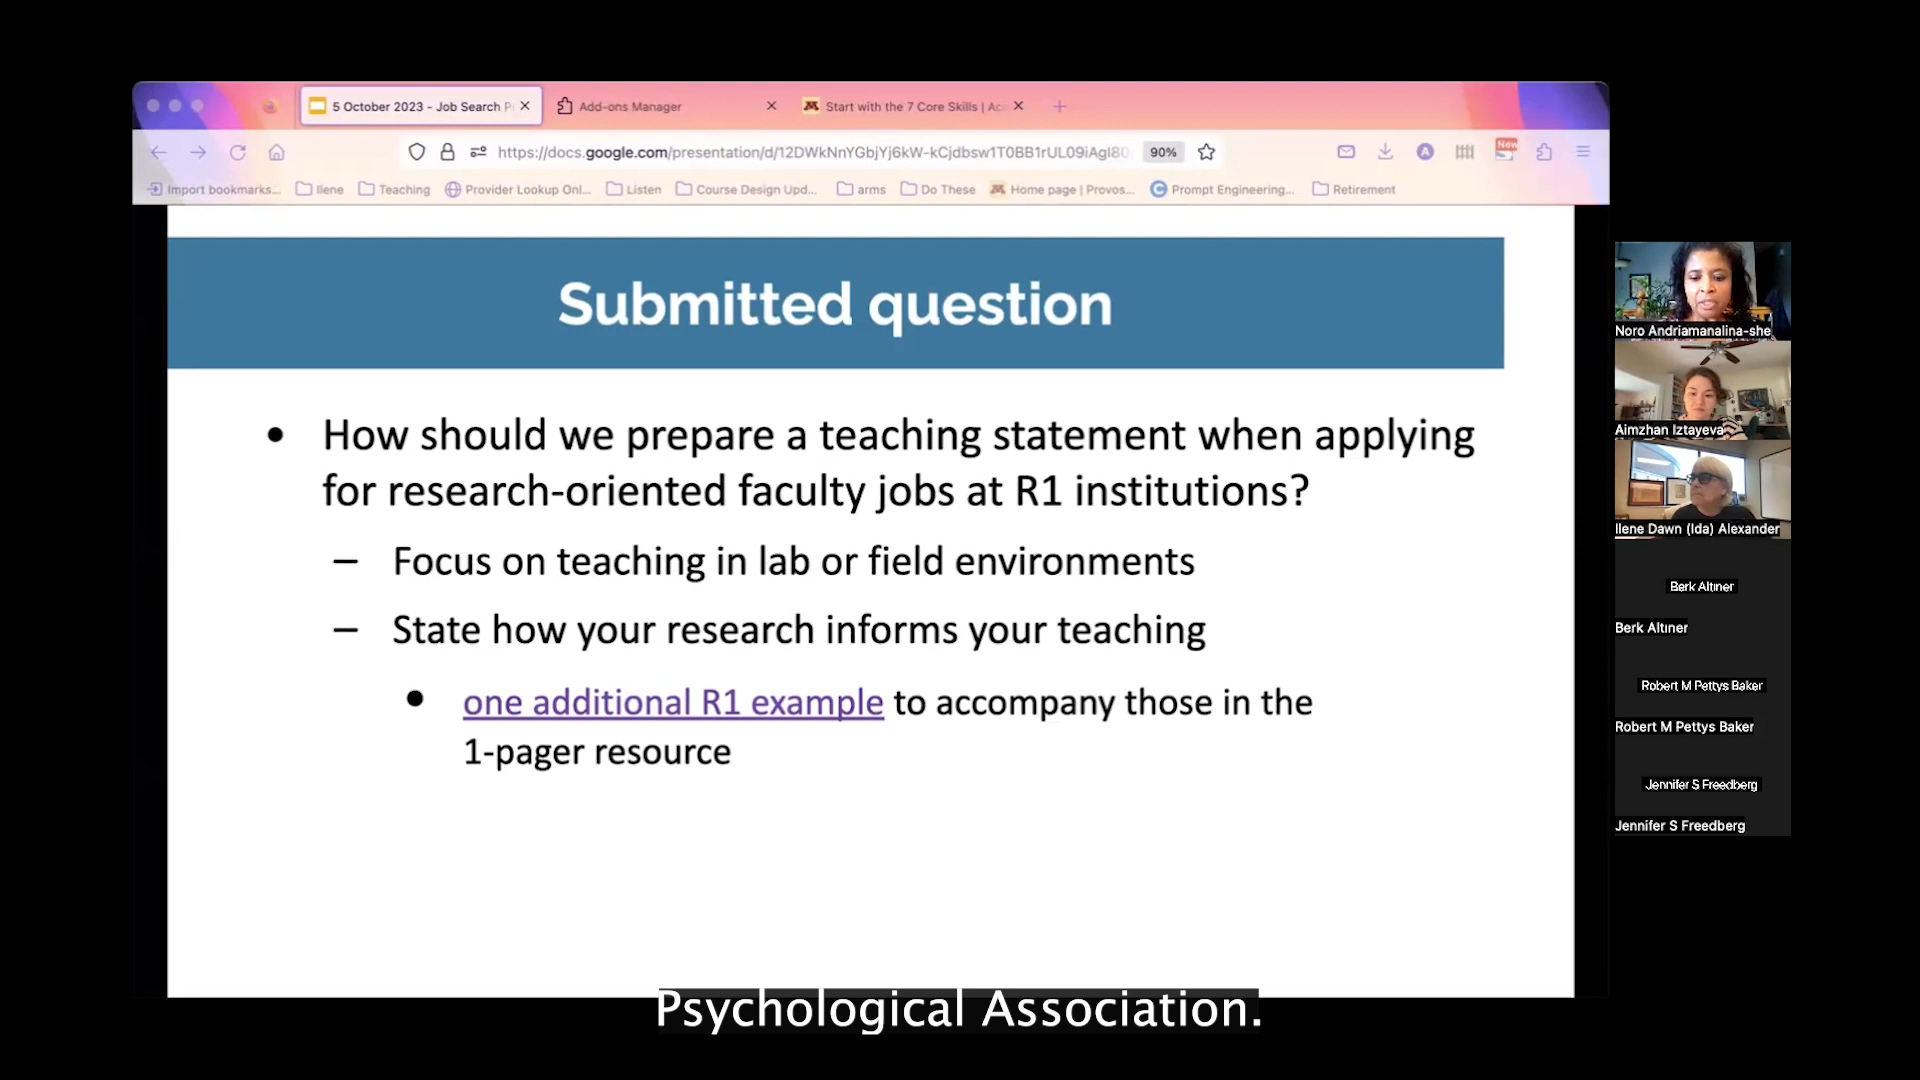 5 October 2023 - Job Search P
Add-ons Manager
Start with the 7 Core Skills | Ac
https://docs.google.com/presentation/d/12DWkNnYGbjYj6kW-kCjdbsw1T0BB1rUL09iAgI80
90%
New
Import bookmarks...
Ilene
Teaching
Provider Lookup Onl...
Listen
Course Design Upd...
arms
Do These
Home page | Provos...
Prompt Engineering...
Retirement
Submitted question
• How should we prepare a teaching statement when applying
for research-oriented faculty jobs at R1 institutions?
– Focus on teaching in lab or field environments
– State how your research informs your teaching
• one additional R1 example to accompany those in the
1-pager resource
Noro Andriamanalina-she
Aimzhan Iztayeva
Ilene Dawn (Ida) Alexander
Berk Altıner
Berk Altıner
Robert M Pettys Baker
Robert M Pettys Baker
Jennifer S Freedberg
Jennifer S Freedberg
Psychological Association.